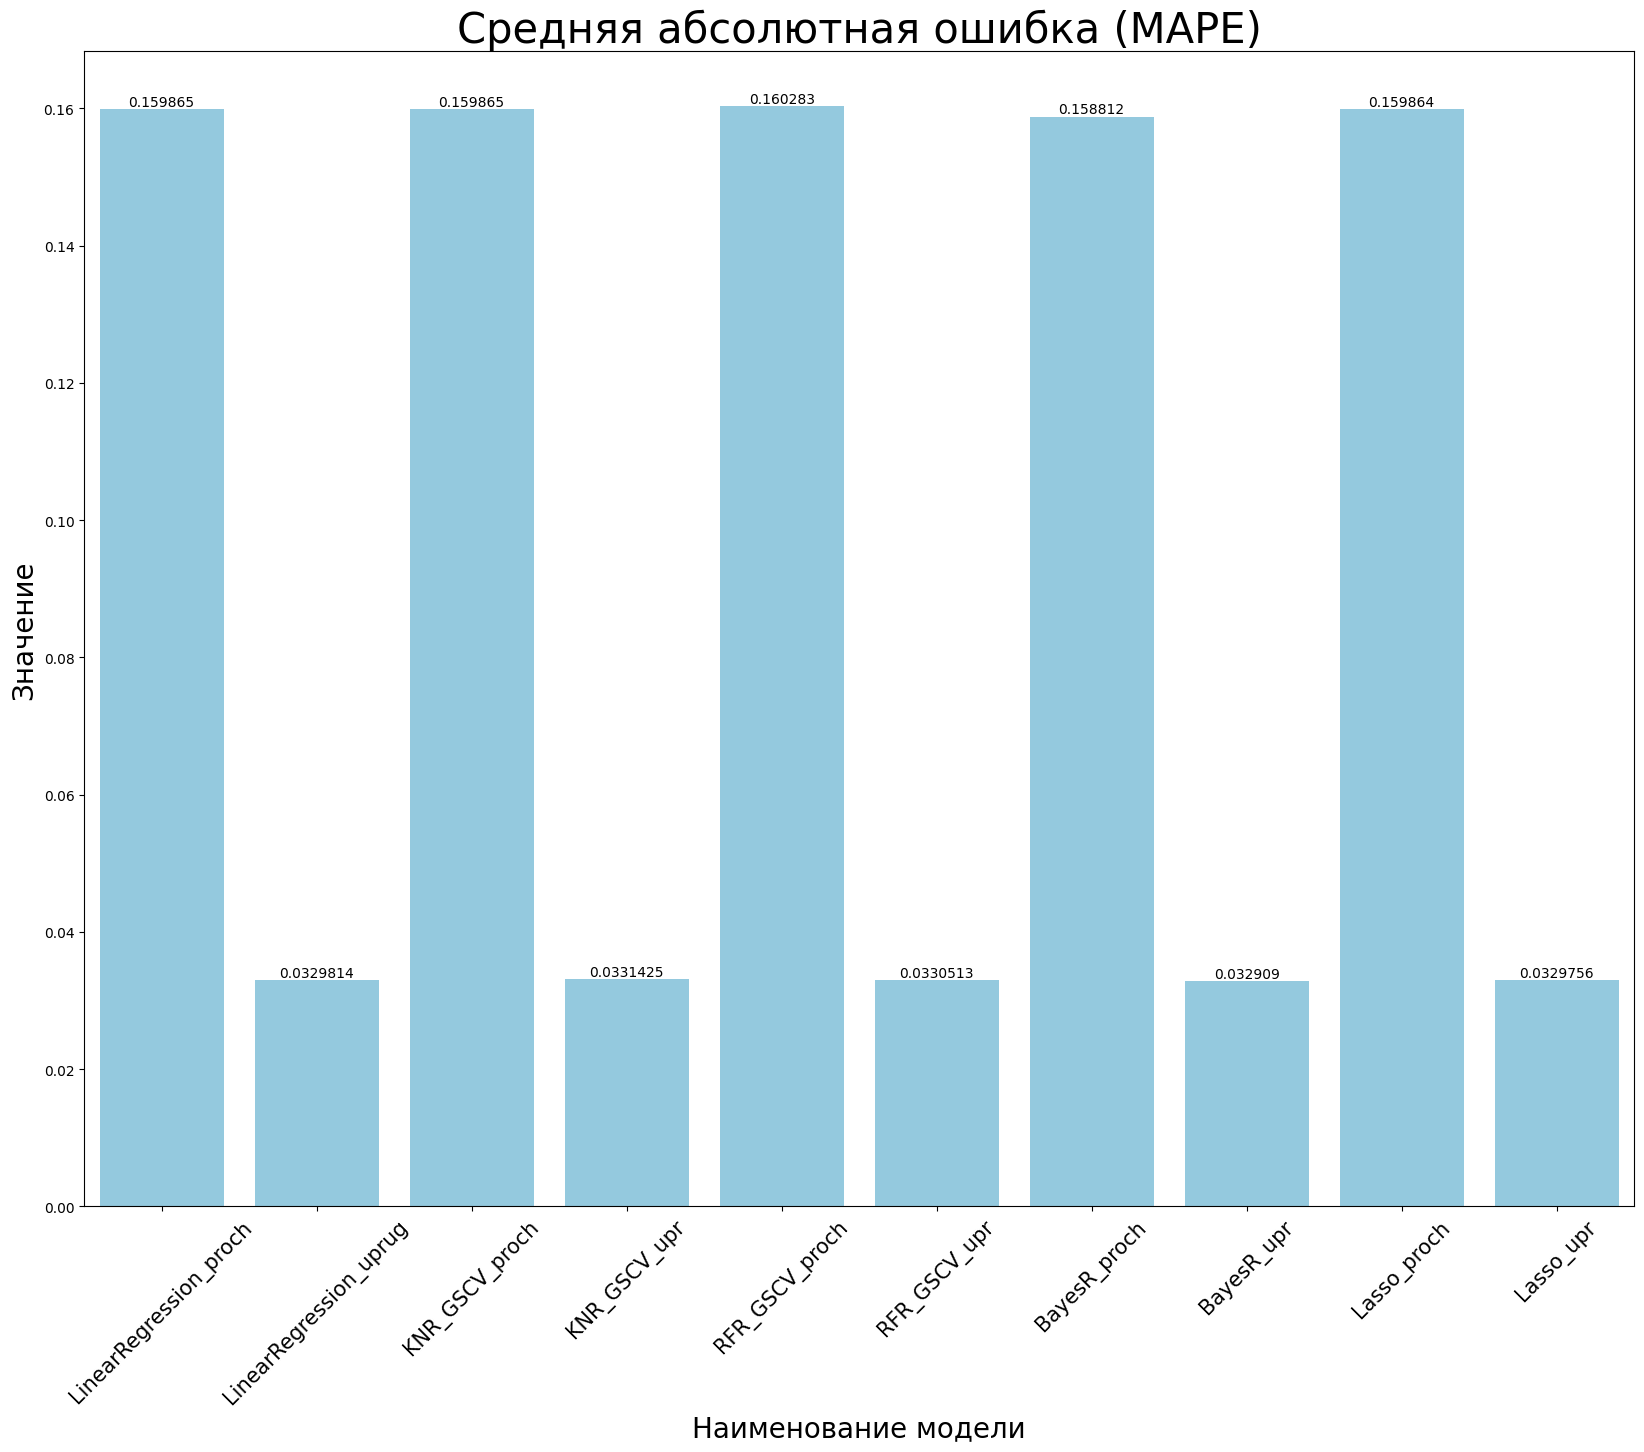 Средняя абсолютная ошибка (MAPE)
0.159865
0.0329814
0.159865
0.0331425
0.160283
0.0330513
0.158812
0.032909
0.159864
0.0329756
Значение
0.16
0.14
0.12
0.10
0.08
0.06
0.04
0.02
0.00
LinearRegression_proch
LinearRegression_uprug
KNR_GSCV_proch
KNR_GSCV_upr
RFR_GSCV_proch
RFR_GSCV_upr
BayesR_proch
BayesR_upr
Lasso_proch
Lasso_upr
Наименование модели